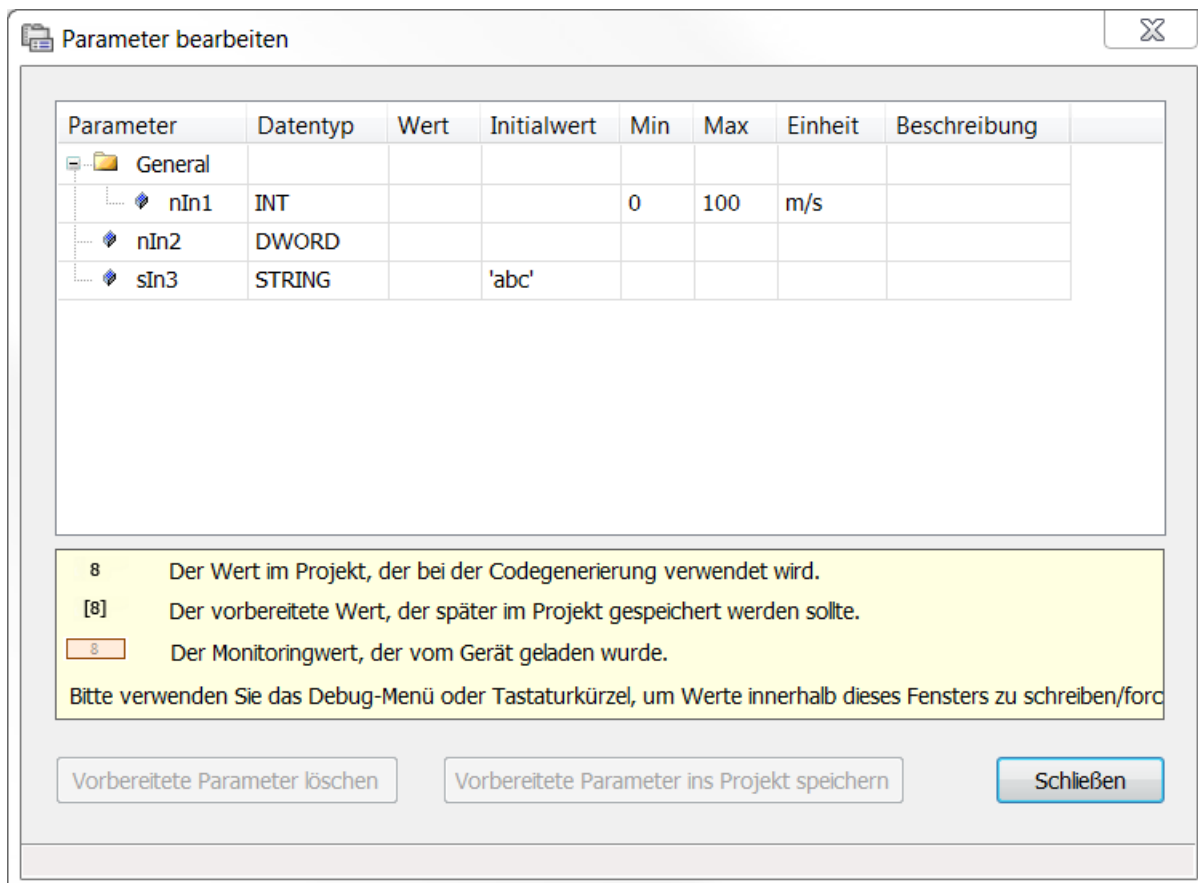 Parameter bearbeiten
Parameter Datentyp Wert Initialwert Min Max Einheit Beschreibung
General
nIn1 INT 0 100 m/s
nIn2 DWORD
sIn3 STRING 'abc'
8 Der Wert im Projekt, der bei der Codegenerierung verwendet wird.
[8] Der vorbereitete Wert, der später im Projekt gespeichert werden sollte.
8 Der Monitoringwert, der vom Gerät geladen wurde.
Bitte verwenden Sie das Debug-Menü oder Tastaturkürzel, um Werte innerhalb dieses Fensters zu schreiben/forc
Vorbereitete Parameter löschen Vorbereitete Parameter ins Projekt speichern Schließen